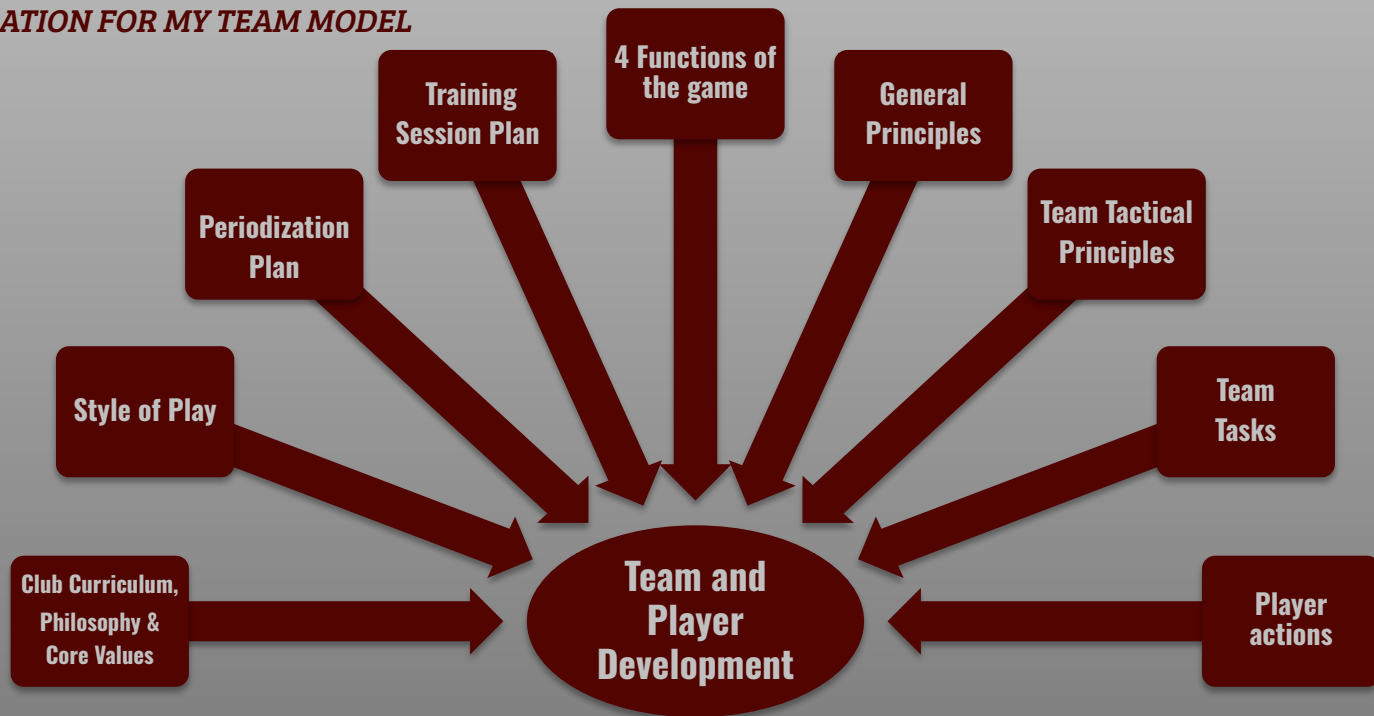 ATION FOR MY TEAM MODEL
4 Functions of
the game
Training
Session Plan
General
Principles
Periodization
Plan
Team Tactical
Principles
Style of Play
Team
Tasks
Club Curriculum,
Philosophy &
Core Values
Team and
Player
Development
Player
actions